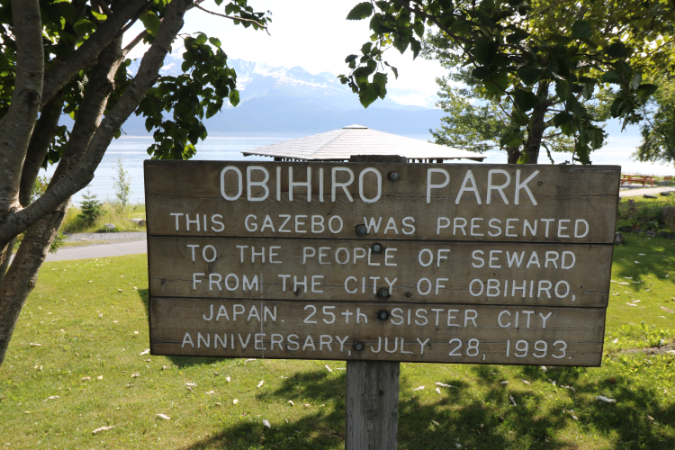 OBIHIRO PARK
THIS GAZEBO WAS PRESENTED
TO THE PEOPLE OF SEWARD
FROM THE CITY OF OBIHIRO,
JAPAN. 25th SISTER CITY
ANNIVERSARY, JULY 28, 1993.